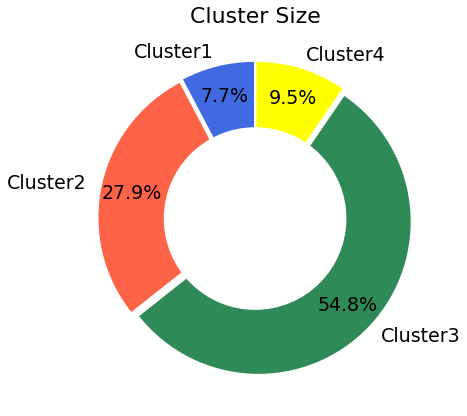 Cluster Size
Cluster1
7.7%
Cluster4
9.5%
Cluster2
27.9%
54.8%
Cluster3